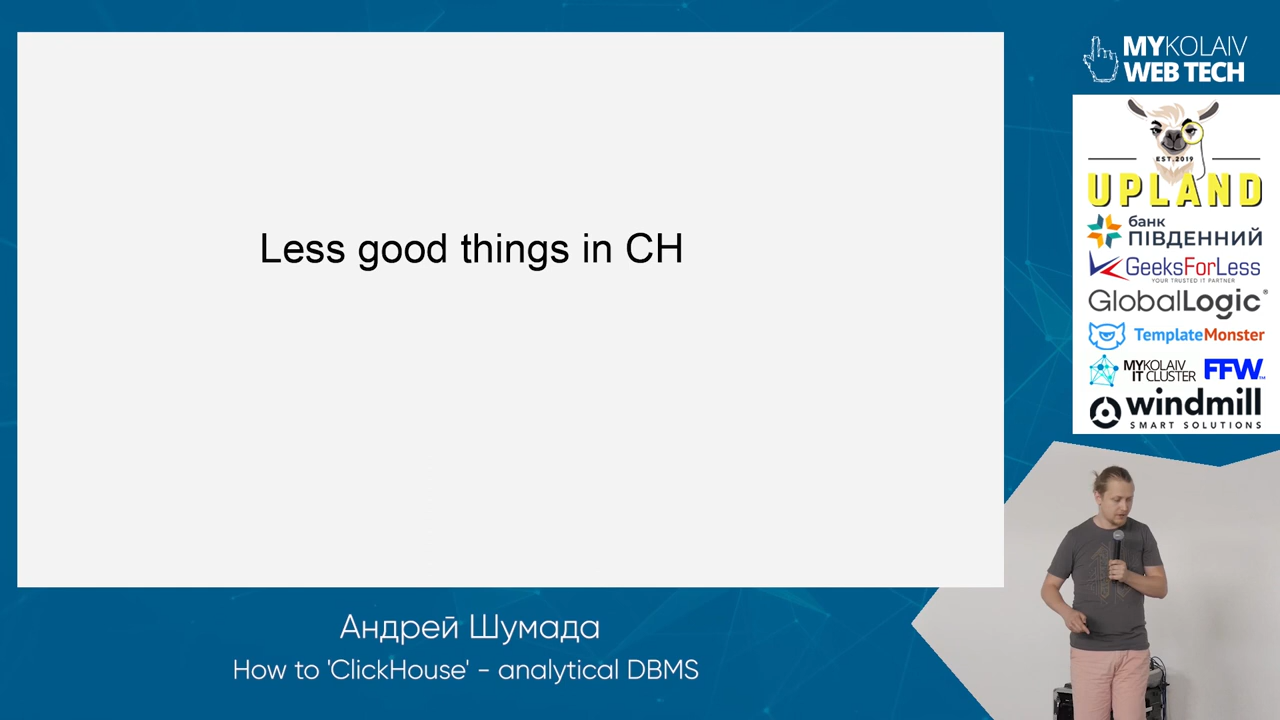 Less good things in CH
MYKOLAIV
WEB TECH
EST.2019
UPLAND
банк
ПІВДЕННИЙ
GeeksForLess
YOUR TRUSTED IT PARTNER
GlobalLogic®
TemplateMonster
MYKOLAIV
IT CLUSTER
FFW
windmill
SMART SOLUTIONS
Андрей Шумада
How to 'ClickHouse' - analytical DBMS